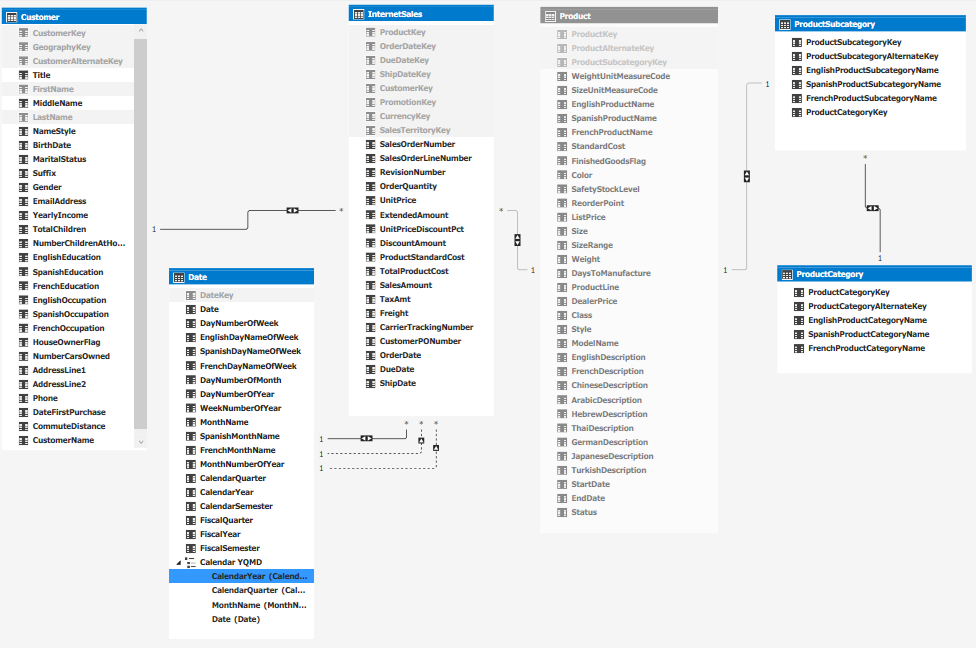 Customer
CustomerKey
GeographyKey
CustomerAlternateKey
Title
FirstName
MiddleName
LastName
NameStyle
BirthDate
MaritalStatus
Suffix
Gender
EmailAddress
YearlyIncome
TotalChildren
NumberChildrenAtHo...
EnglishEducation
SpanishEducation
FrenchEducation
EnglishOccupation
SpanishOccupation
FrenchOccupation
HouseOwnerFlag
NumberCarsOwned
AddressLine1
AddressLine2
Phone
DateFirstPurchase
CommuteDistance
CustomerName
1
*
Date
DateKey
Date
DayNumberOfWeek
EnglishDayNameOfWeek
SpanishDayNameOfWeek
FrenchDayNameOfWeek
DayNumberOfMonth
DayNumberOfYear
WeekNumberOfYear
MonthName
SpanishMonthName
FrenchMonthName
MonthNumberOfYear
CalendarQuarter
CalendarYear
CalendarSemester
FiscalQuarter
FiscalYear
FiscalSemester
Calendar YQMD
CalendarYear (Calend...
CalendarQuarter (Cal...
MonthName (MonthN...
Date (Date)
InternetSales
ProductKey
OrderDateKey
DueDateKey
ShipDateKey
CustomerKey
PromotionKey
CurrencyKey
SalesTerritoryKey
SalesOrderNumber
SalesOrderLineNumber
RevisionNumber
OrderQuantity
UnitPrice
ExtendedAmount
UnitPriceDiscountPct
DiscountAmount
ProductStandardCost
TotalProductCost
SalesAmount
TaxAmt
Freight
CarrierTrackingNumber
CustomerPONumber
OrderDate
DueDate
ShipDate
* * *
1
1
1
*
1
Product
ProductKey
ProductAlternateKey
ProductSubcategoryKey
WeightUnitMeasureCode
SizeUnitMeasureCode
EnglishProductName
SpanishProductName
FrenchProductName
StandardCost
FinishedGoodsFlag
Color
SafetyStockLevel
ReorderPoint
ListPrice
Size
SizeRange
Weight
DaysToManufacture
ProductLine
DealerPrice
Class
Style
ModelName
EnglishDescription
FrenchDescription
ChineseDescription
ArabicDescription
HebrewDescription
ThaiDescription
GermanDescription
JapaneseDescription
TurkishDescription
StartDate
EndDate
Status
1
1
ProductSubcategory
ProductSubcategoryKey
ProductSubcategoryAlternateKey
EnglishProductSubcategoryName
SpanishProductSubcategoryName
FrenchProductSubcategoryName
ProductCategoryKey
*
1
ProductCategory
ProductCategoryKey
ProductCategoryAlternateKey
EnglishProductCategoryName
SpanishProductCategoryName
FrenchProductCategoryName